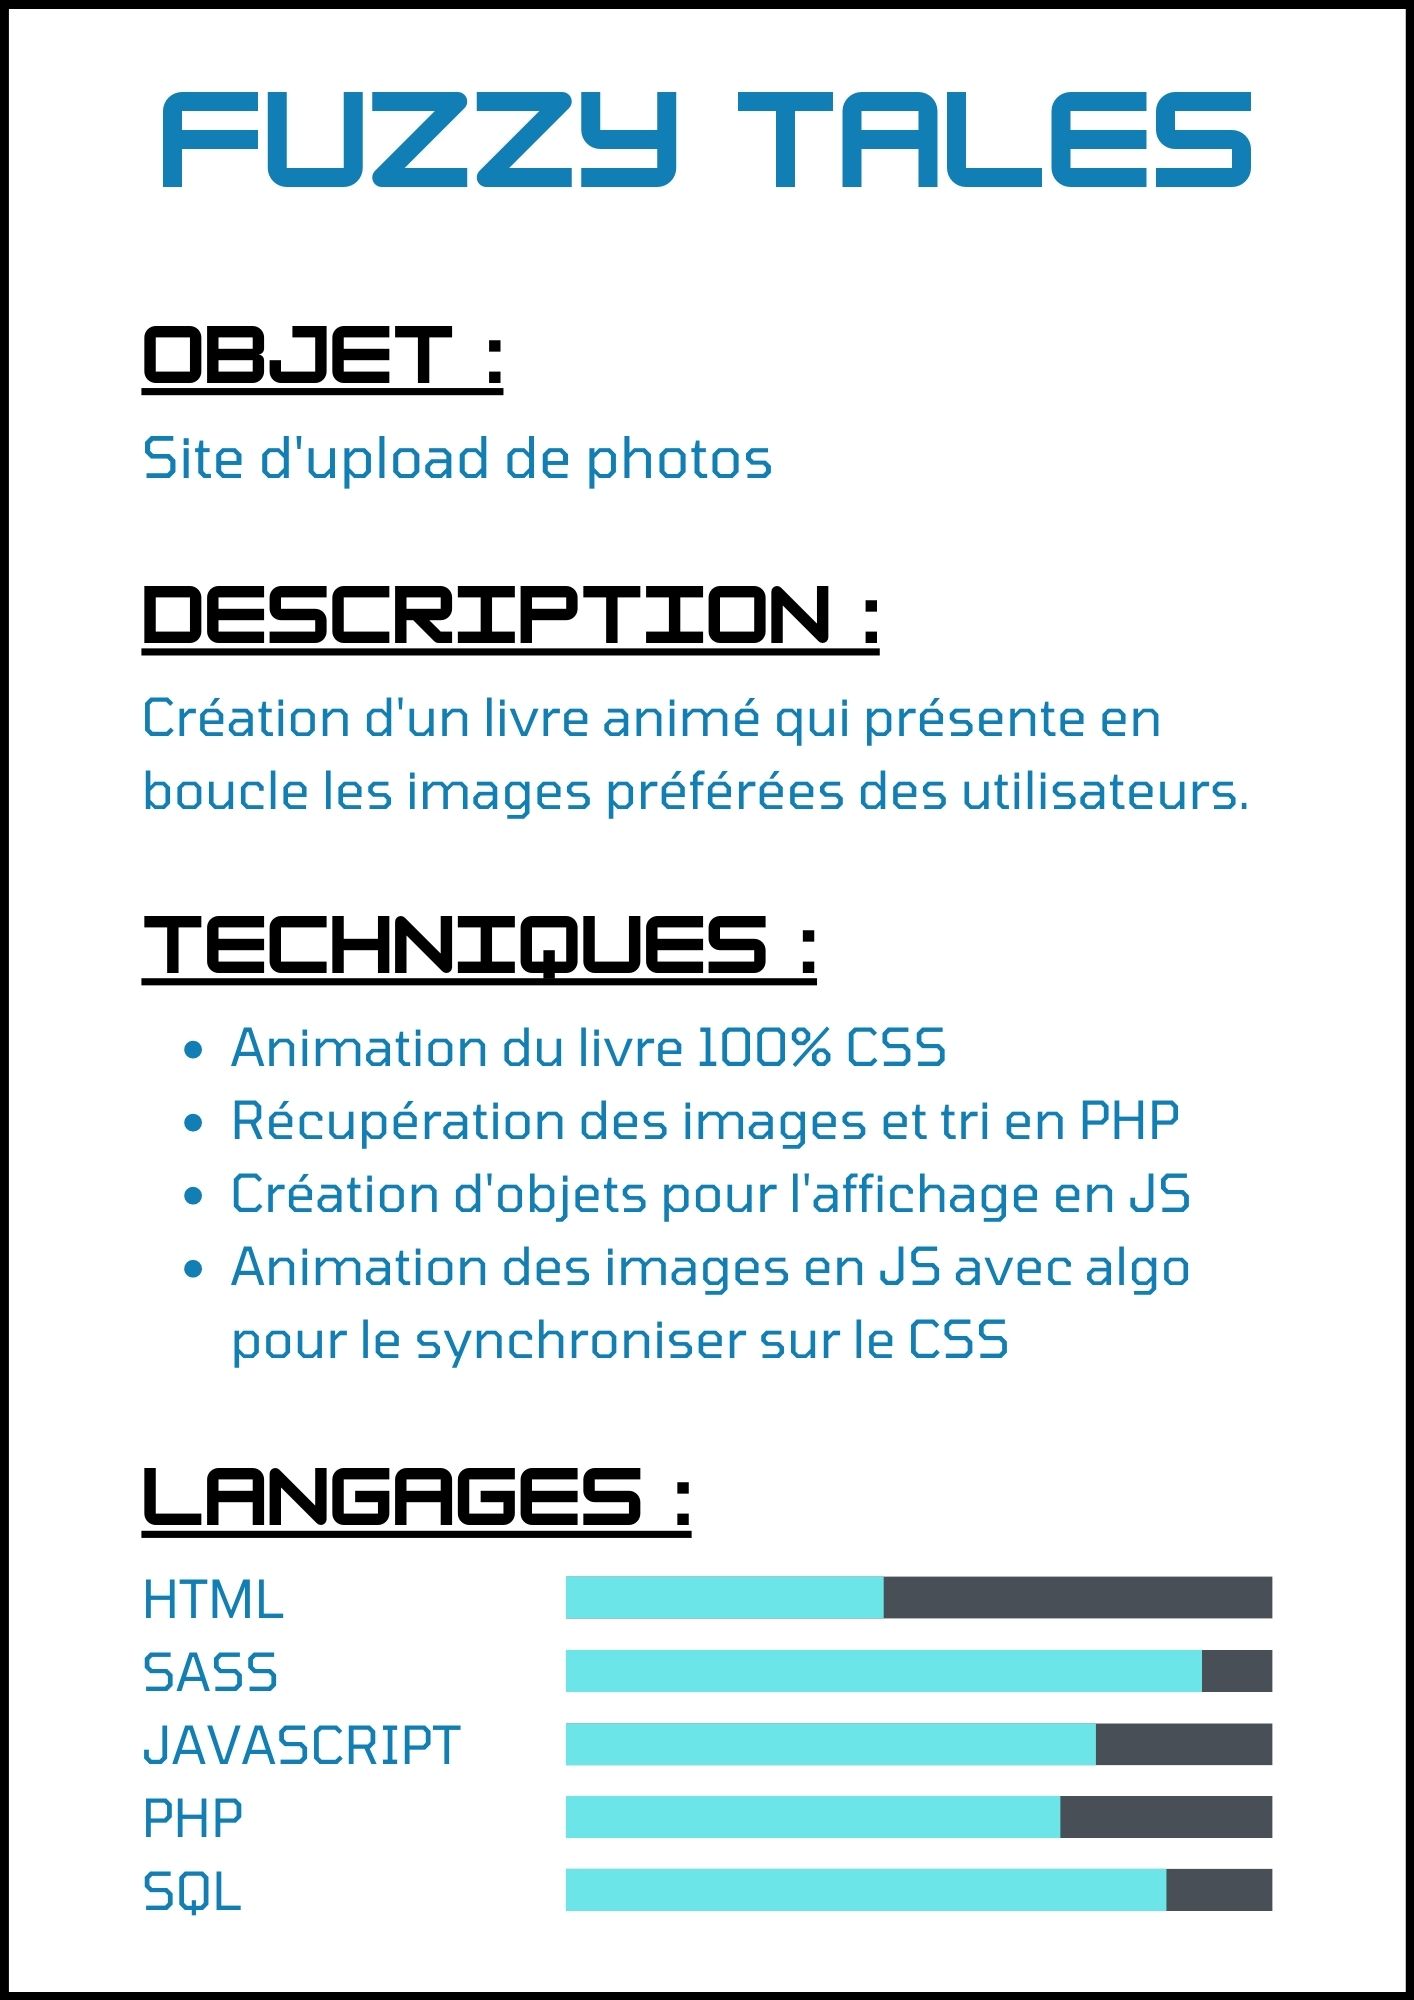 FUZZY TALES
OBJET :
Site d'upload de photos
DESCRIPTION :
Création d'un livre animé qui présente en
boucle les images préférées des utilisateurs.
TECHNIQUES :
• Animation du livre 100% CSS
• Récupération des images et tri en PHP
• Création d'objets pour l'affichage en JS
• Animation des images en JS avec algo
pour le synchroniser sur le CSS
LANGAGES :
HTML
SASS
JAVASCRIPT
PHP
SQL